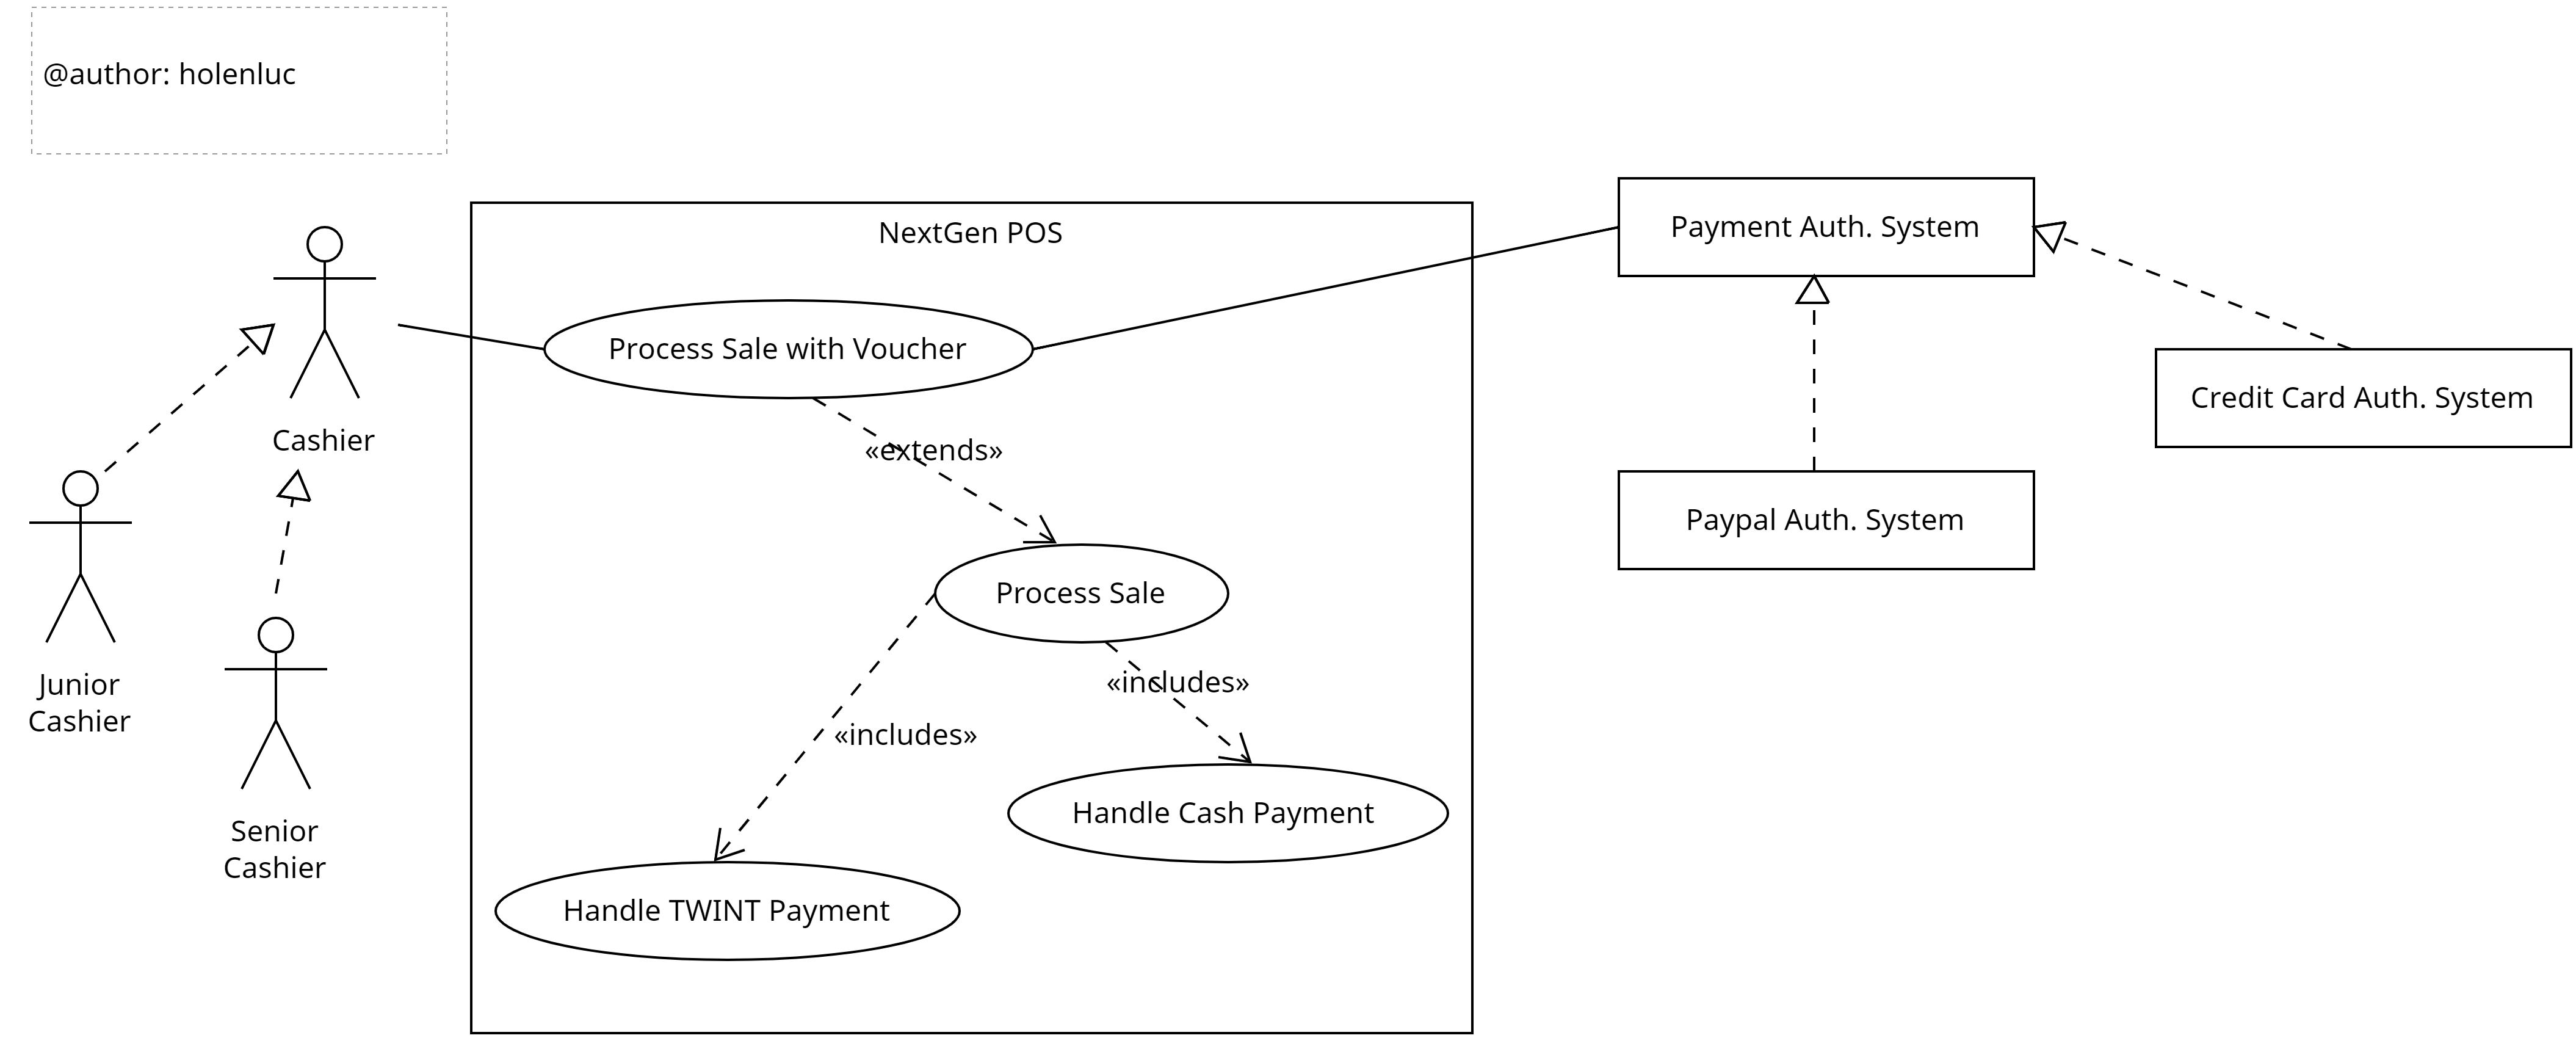 @author: holenluc
NextGen POS
Payment Auth. System
Process Sale with Voucher
Credit Card Auth. System
Cashier
«extends»
Paypal Auth. System
Process Sale
Junior
Cashier
«includes»
«includes»
Handle Cash Payment
Senior
Cashier
Handle TWINT Payment